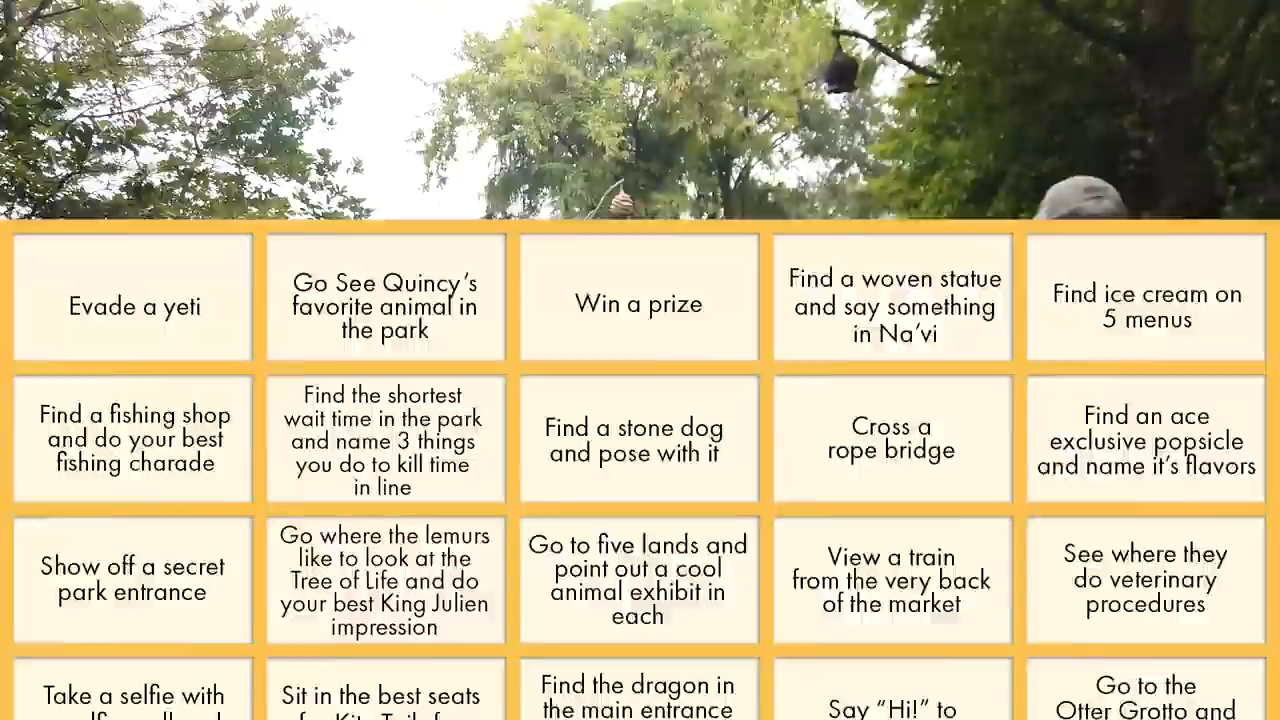 Evade a yeti
Go See Quincy's
favorite animal in
the park
Win a prize
Find a woven statue
and say something
in Na'vi
Find ice cream on
5 menus
Find a fishing shop
and do your best
fishing charade
Find the shortest
wait time in the park
and name 3 things
you do to kill time
in line
Find a stone dog
and pose with it
Cross a
rope bridge
Find an ace
exclusive popsicle
and name it's flavors
Show off a secret
park entrance
Go where the lemurs
like to look at the
Tree of Life and do
your best King Julien
impression
Go to five lands and
point out a cool
animal exhibit in
each
View a train
from the very back
of the market
See where they
do veterinary
procedures
Take a selfie with
Sit in the best seats
Find the dragon in
the main entrance
Say "Hi!" to
Go to the
Otter Grotto and